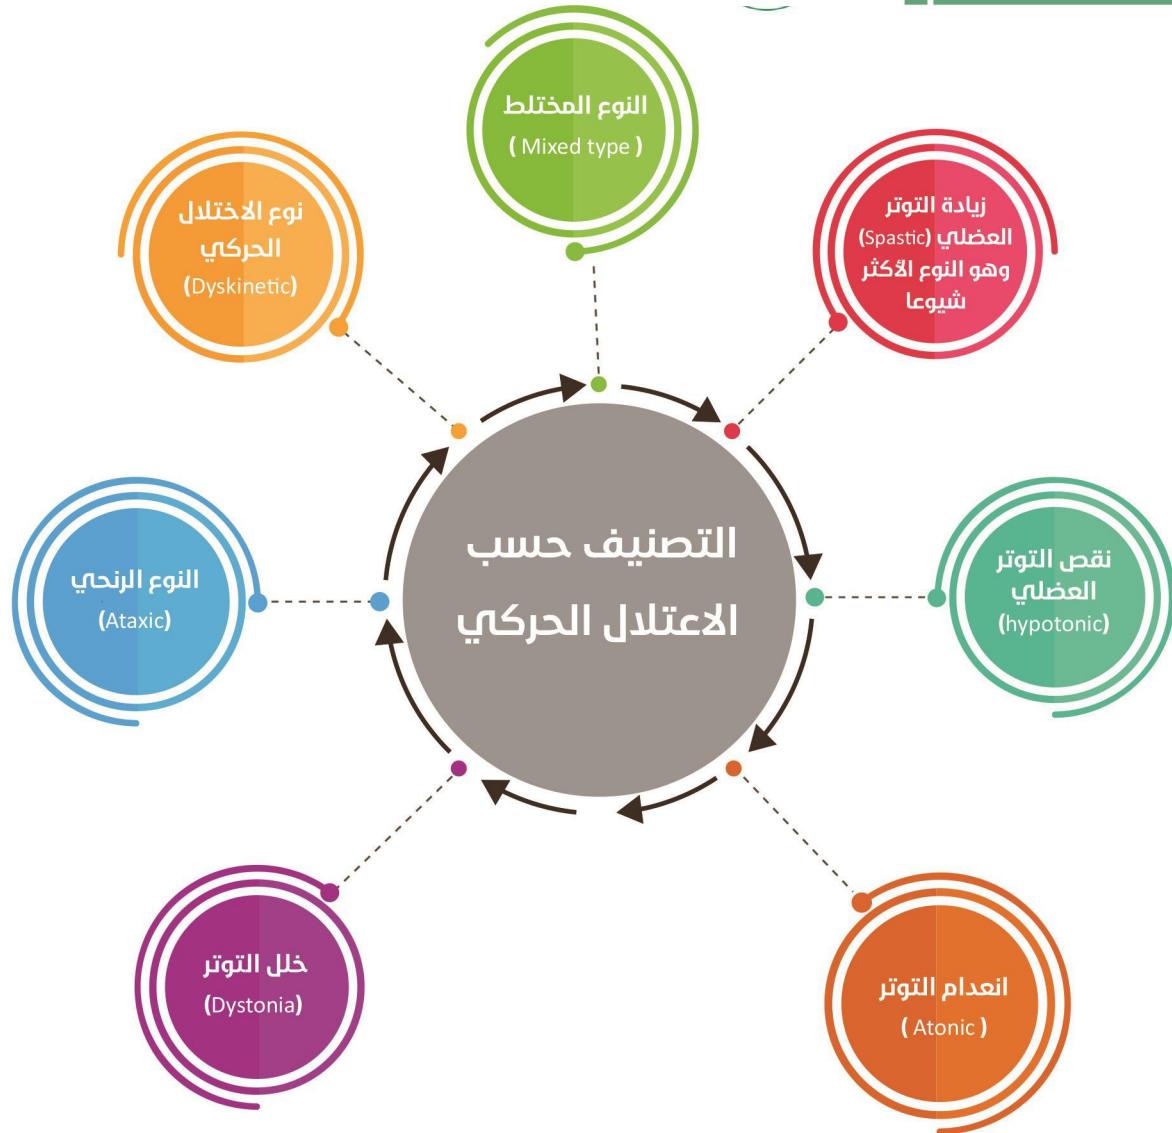 النوع المختلط
( Mixed type )
زيادة التوتر
العضلي (Spastic)
وهو النوع الأكثر
شيوعا
نقص التوتر
العضلي
(hypotonic)
انعدام التوتر
( Atonic )
خلل التوتر
(Dystonia)
النوع الرنحي
(Ataxic)
نوع الاختلال
الحركي
(Dyskinetic)
التصنيف حسب
الاعتلال الحركي